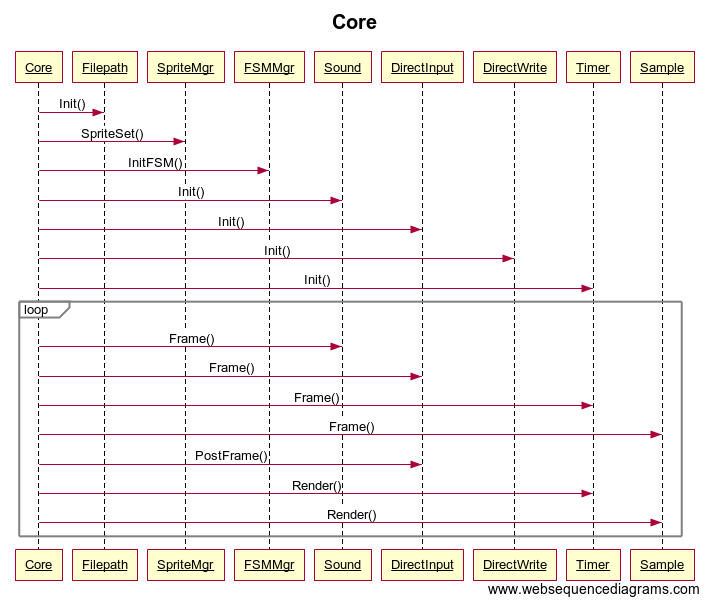 Core
Core Filepath SpriteMgr FSMMgr Sound DirectInput DirectWrite Timer Sample
Init()
SpriteSet()
InitFSM()
Init()
Init()
Init()
Init()
loop
Frame()
Frame()
Frame()
Frame()
PostFrame()
Render()
Render()
Core Filepath SpriteMgr FSMMgr Sound DirectInput DirectWrite Timer Sample
www.websequencediagrams.com